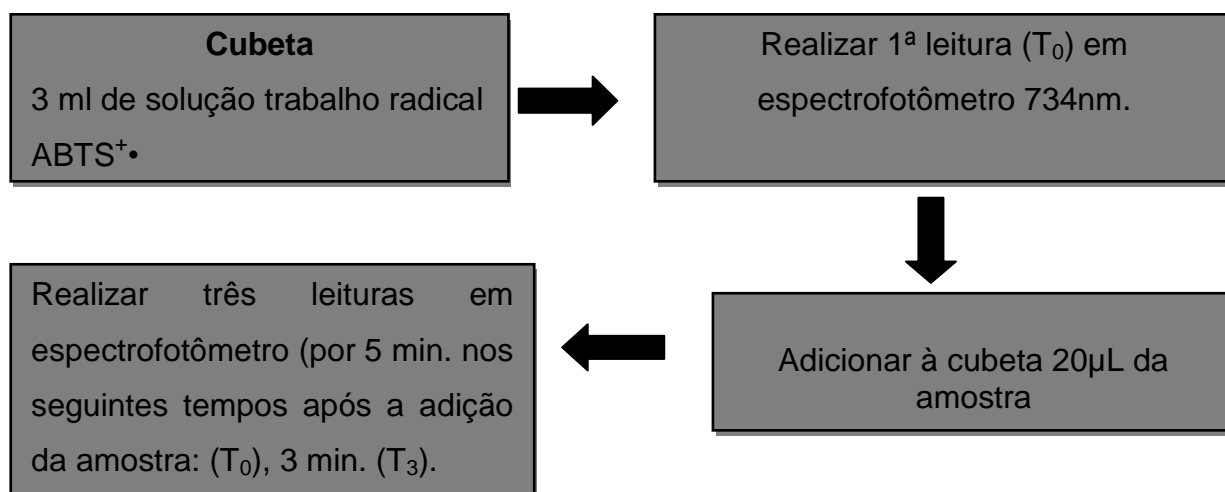 Cubeta
3 ml de solução trabalho radical
ABTS⁺•
Realizar 1ª leitura (T₀) em
espectrofotômetro 734nm.
Adicionar à cubeta 20µL da
amostra
Realizar três leituras em
espectrofotômetro (por 5 min. nos
seguintes tempos após a adição
da amostra: (T₀), 3 min. (T₃).